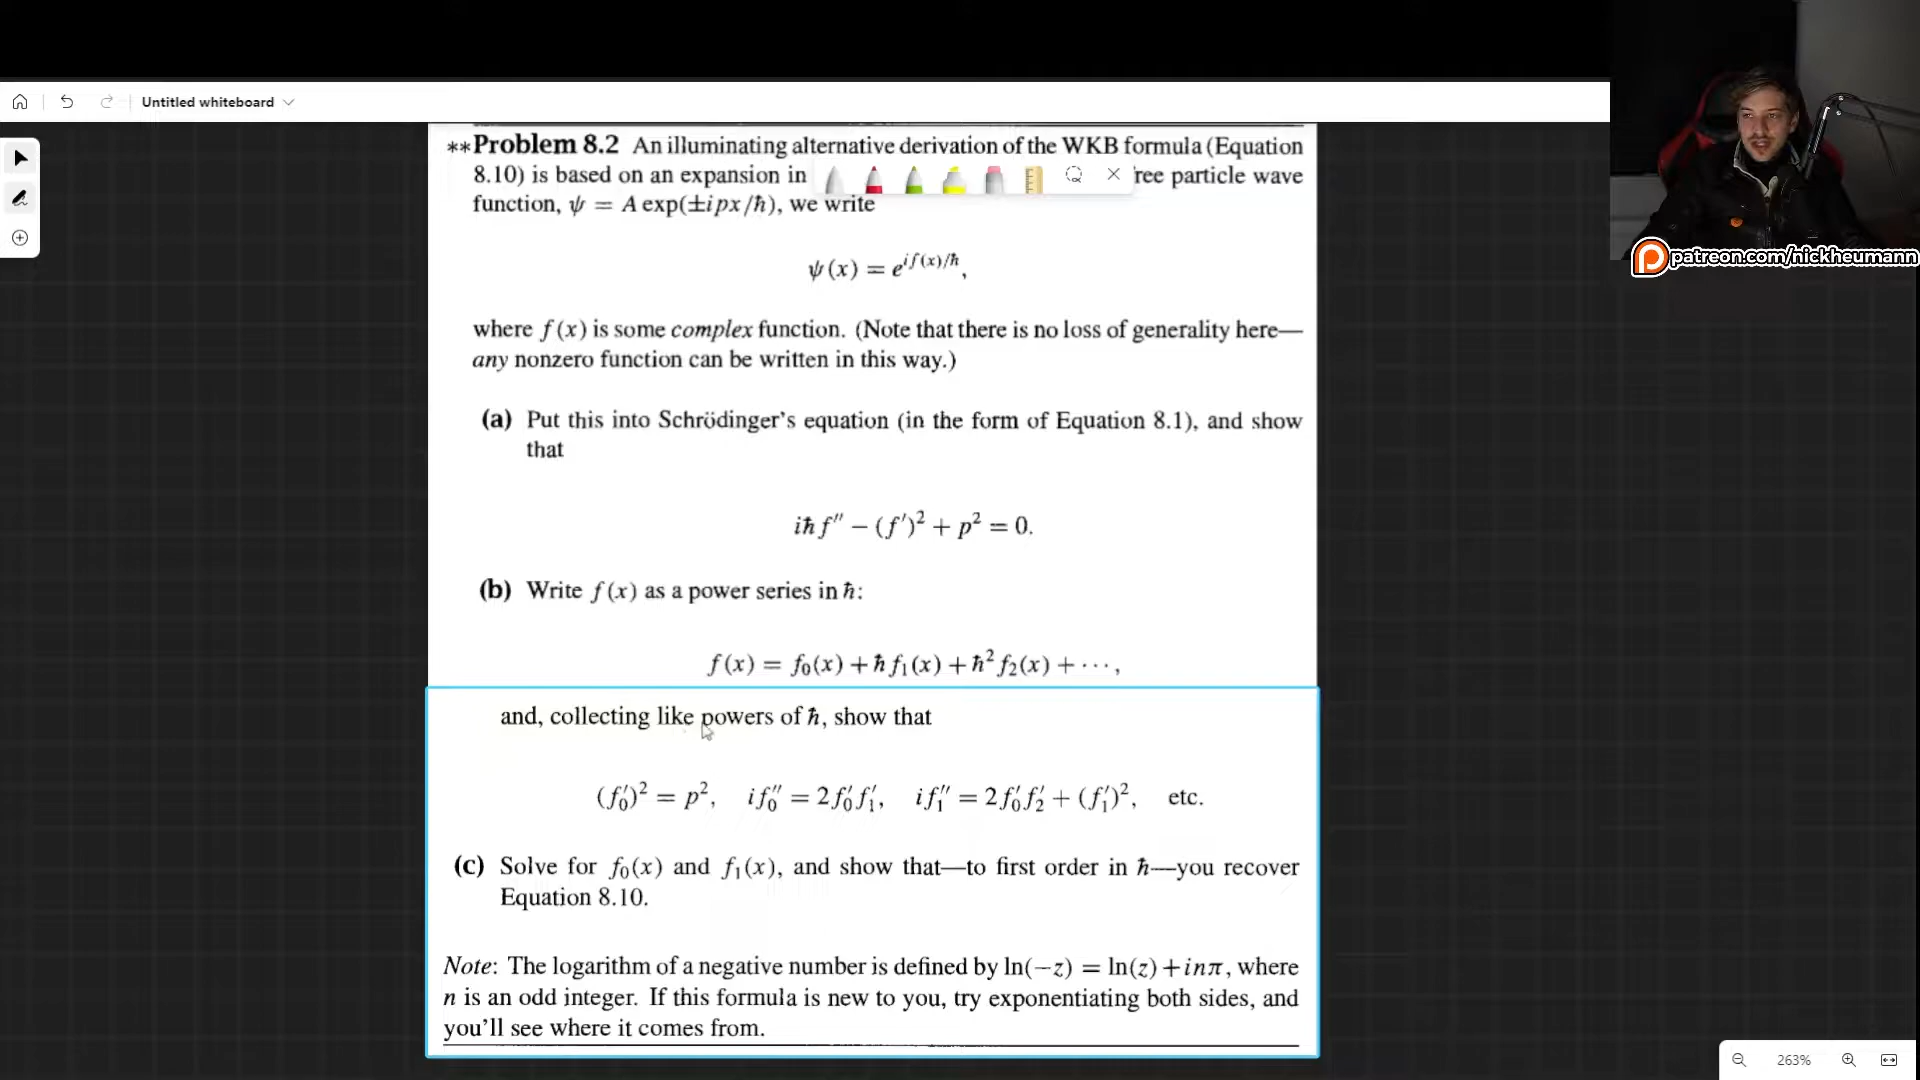 Untitled whiteboard
**Problem 8.2 An illuminating alternative derivation of the WKB formula (Equation
8.10) is based on an expansion in ree particle wave
function, ψ = A exp(±ipx/ħ), we write
ψ(x) = e^{if(x)/ħ},
where f(x) is some complex function. (Note that there is no loss of generality here—
any nonzero function can be written in this way.)
(a) Put this into Schrödinger's equation (in the form of Equation 8.1), and show
that
iħf″ − (f′)² + p² = 0.
(b) Write f(x) as a power series in ħ:
f(x) = f₀(x) + ħf₁(x) + ħ²f₂(x) + ··· ,
and, collecting like powers of ħ, show that
(f₀′)² = p², if₀″ = 2f₀′f₁′, if₁″ = 2f₀′f₂′ + (f₁′)², etc.
(c) Solve for f₀(x) and f₁(x), and show that—to first order in ħ—you recover
Equation 8.10.
Note: The logarithm of a negative number is defined by ln(−z) = ln(z) + inπ, where
n is an odd integer. If this formula is new to you, try exponentiating both sides, and
you'll see where it comes from.
patreon.com/nickheumann
263%